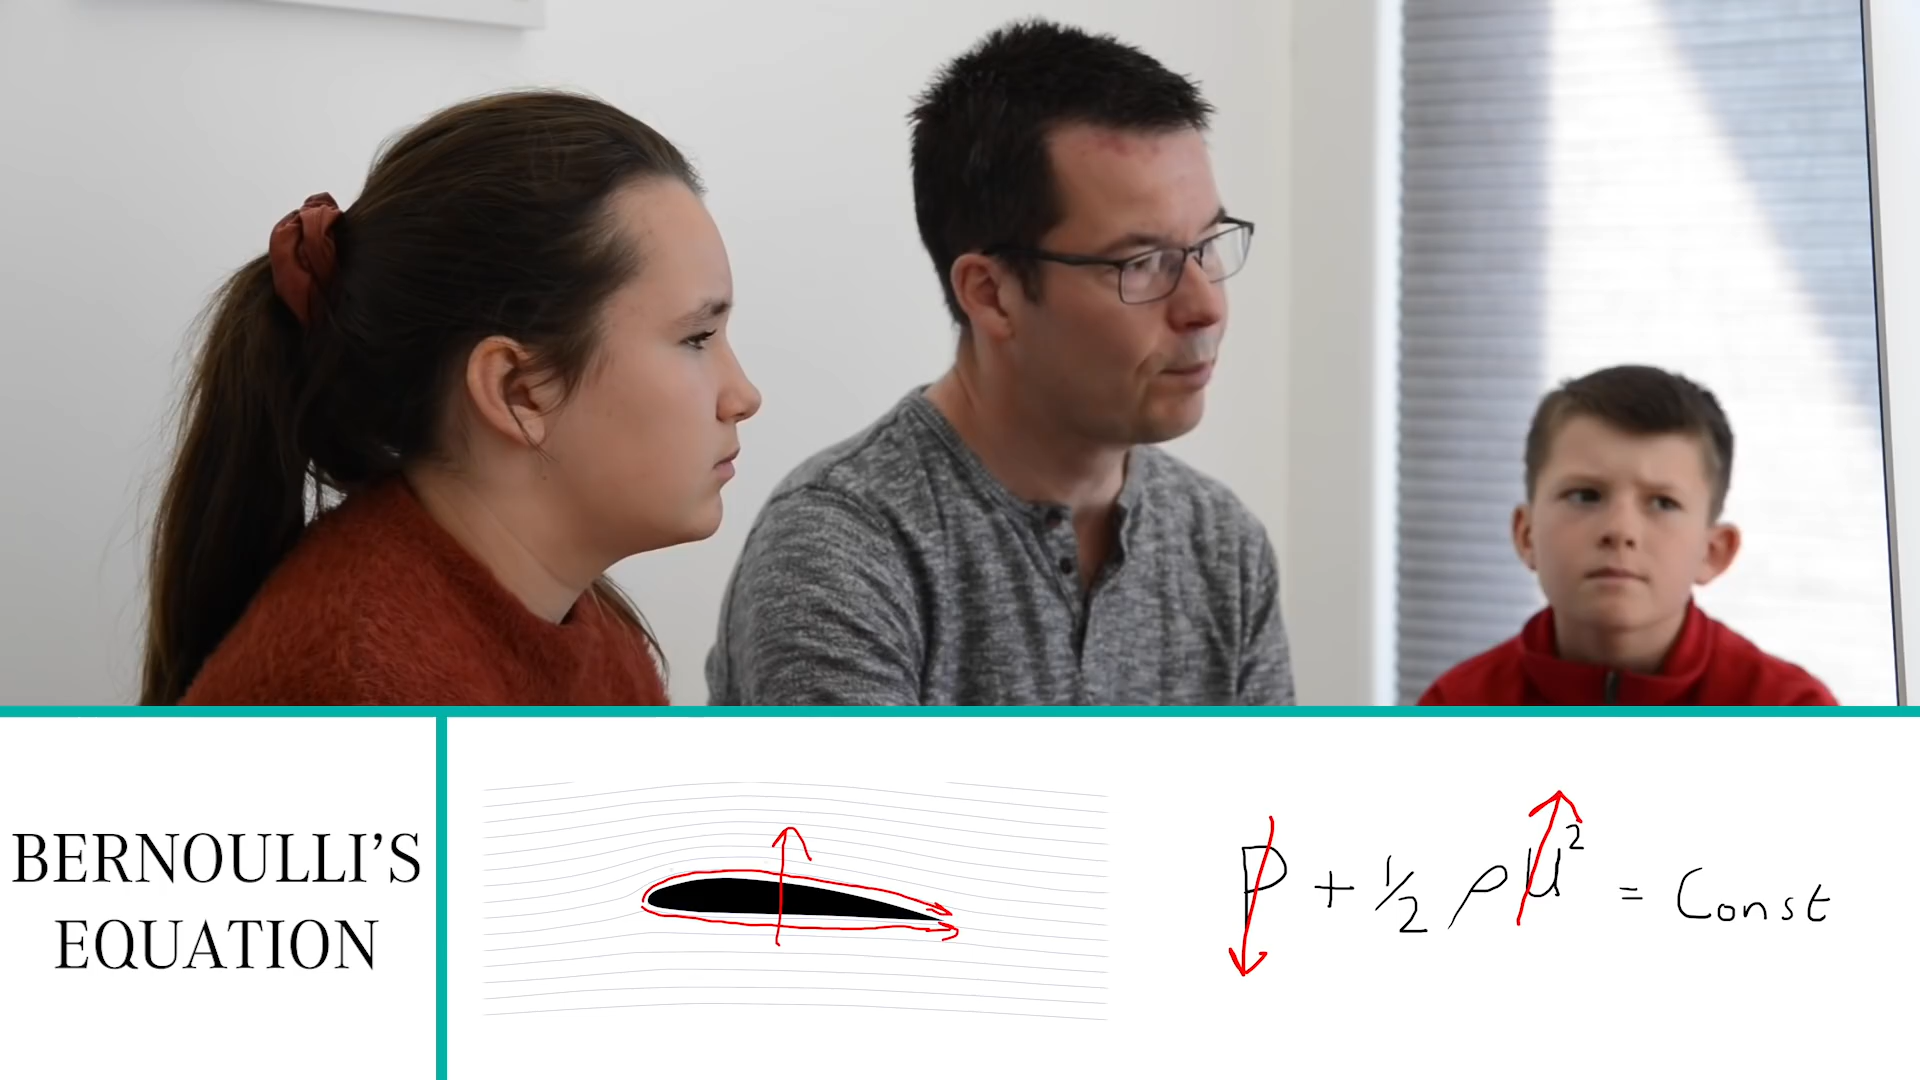 BERNOULLI'S
EQUATION
P + 1/2 ρ u² = Const